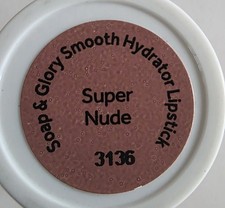 Soap & Glory Smooth Hydrator Lipstick
Super
Nude
3136